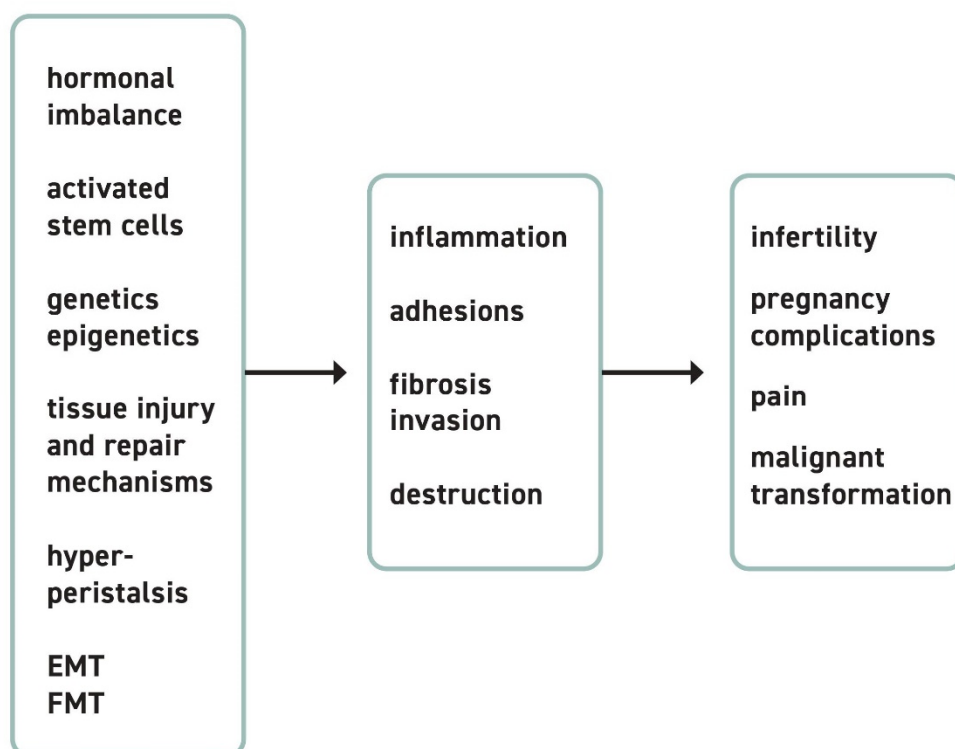 hormonal
imbalance
activated
stem cells
genetics
epigenetics
tissue injury
and repair
mechanisms
hyper-
peristalsis
EMT
FMT
inflammation
adhesions
fibrosis
invasion
destruction
infertility
pregnancy
complications
pain
malignant
transformation